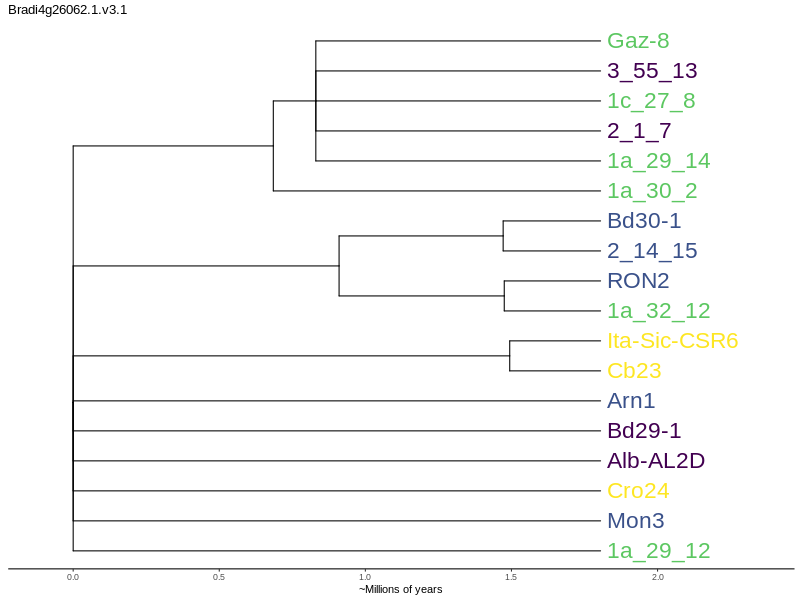 Bradi4g26062.1.v3.1
Gaz-8
3_55_13
1c_27_8
2_1_7
1a_29_14
1a_30_2
Bd30-1
2_14_15
RON2
1a_32_12
Ita-Sic-CSR6
Cb23
Arn1
Bd29-1
Alb-AL2D
Cro24
Mon3
1a_29_12
0.0 0.5 1.0 1.5 2.0
~Millions of years